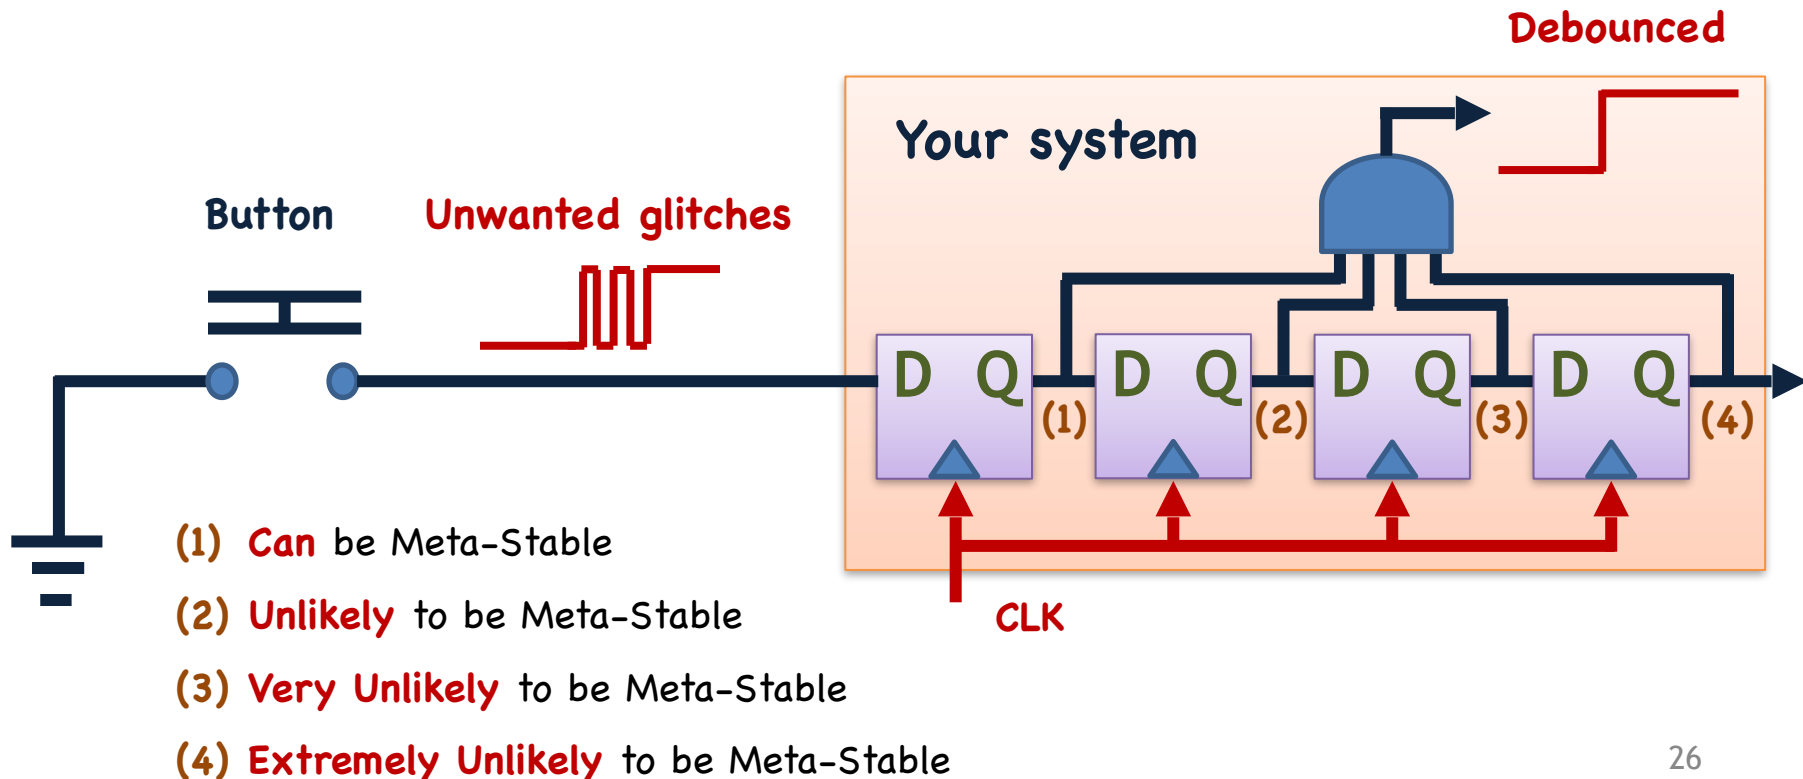 Debounced
Your system
Button
Unwanted glitches
D Q D Q D Q D Q
(1) (2) (3) (4)
(1) Can be Meta-Stable
(2) Unlikely to be Meta-Stable
CLK
(3) Very Unlikely to be Meta-Stable
(4) Extremely Unlikely to be Meta-Stable
26